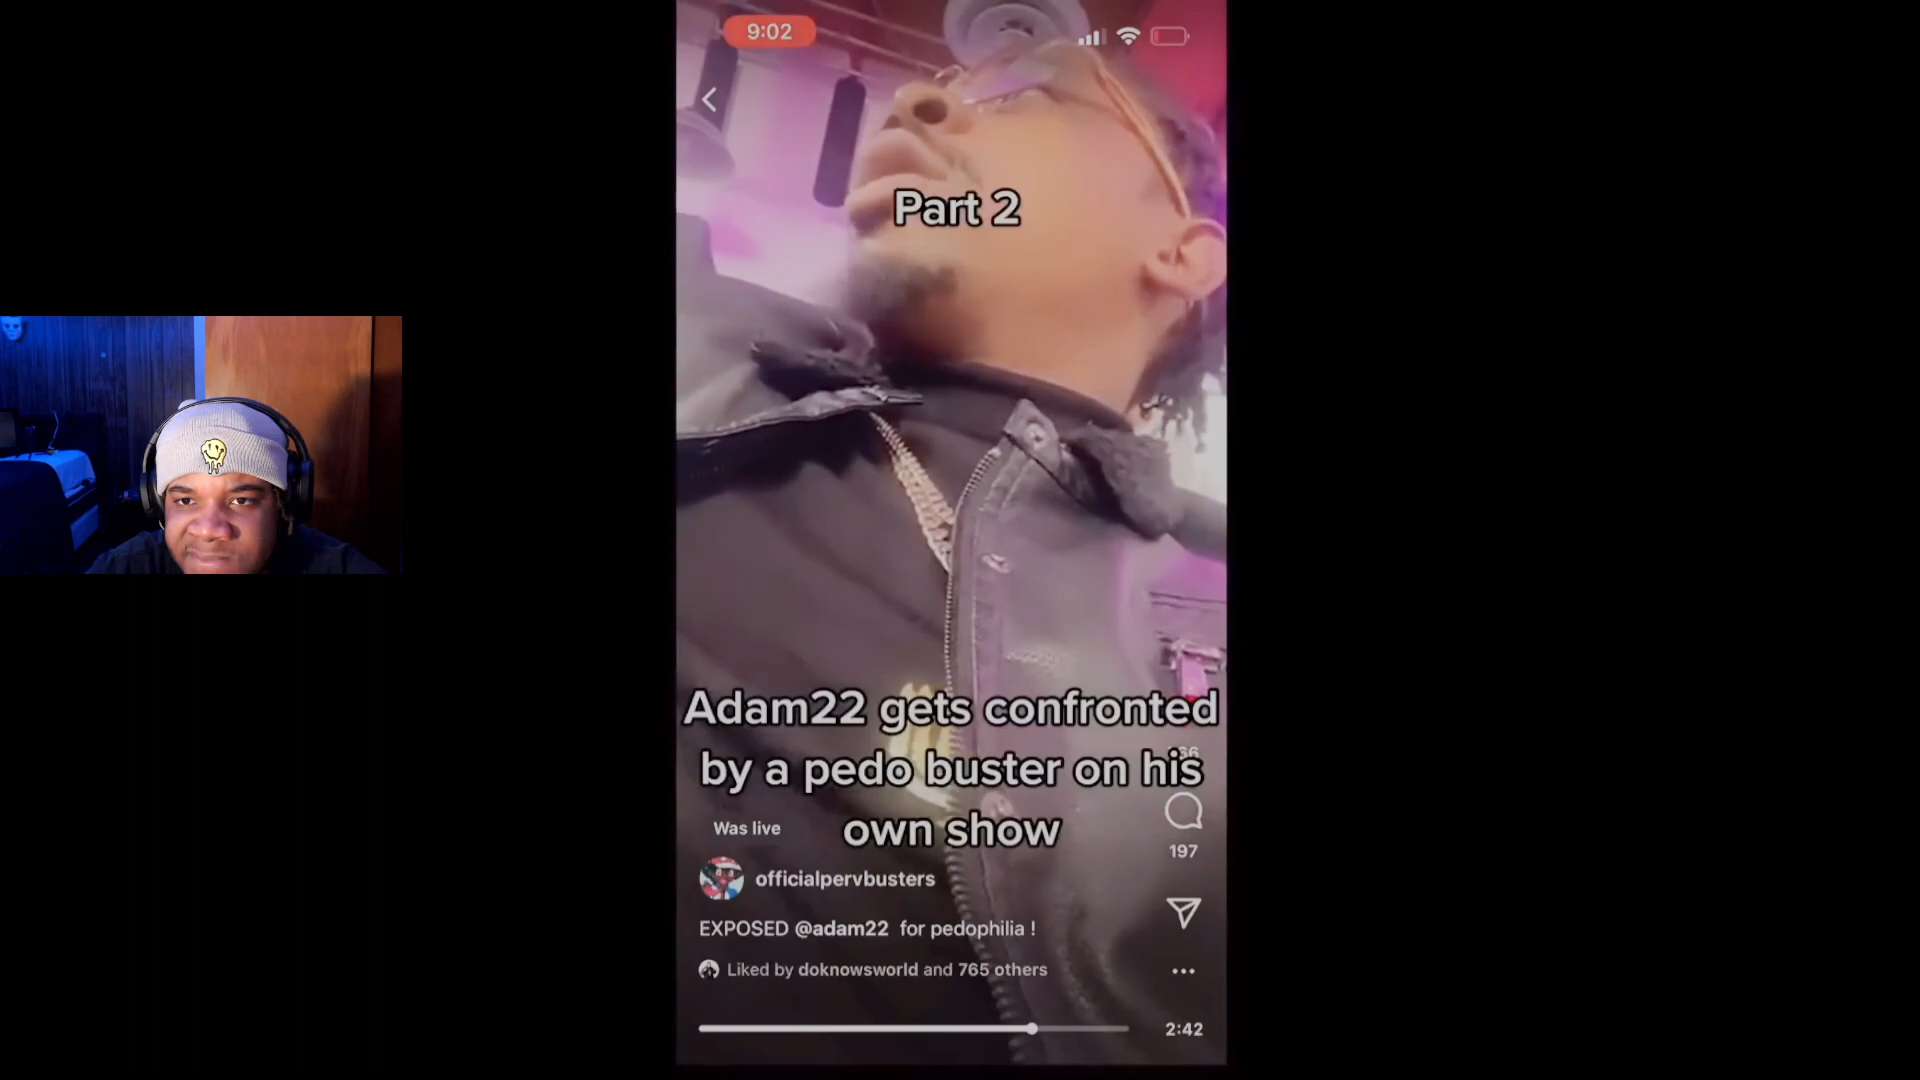 9:02
Part 2
Adam22 gets confronted
by a pedo buster on his
own show
Was live
officialpervbusters
197
EXPOSED @adam22 for pedophilia !
Liked by doknowsworld and 765 others
2:42